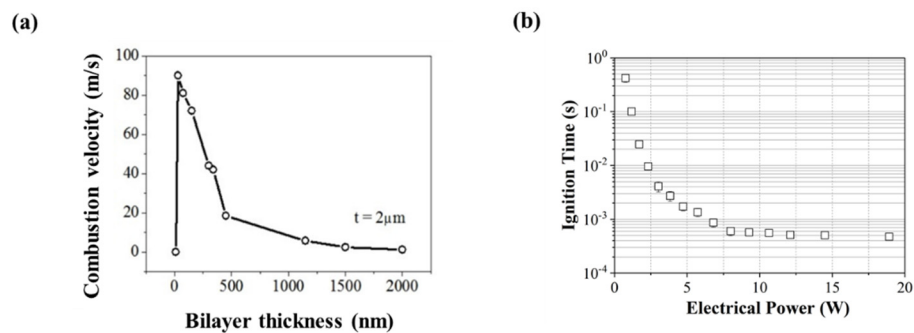 (a)
100
80
60
40
20
0
Combustion velocity (m/s)
t = 2μm
0 500 1000 1500 2000
Bilayer thickness (nm)
(b)
10⁰
10⁻¹
10⁻²
10⁻³
10⁻⁴
Ignition Time (s)
0 5 10 15 20
Electrical Power (W)